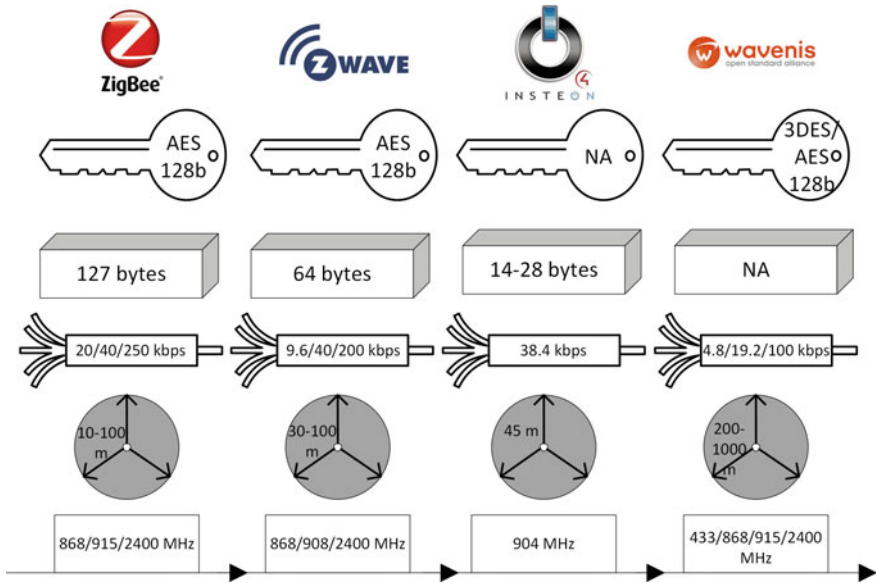 Z
ZigBee®
Z WAVE
INSTEON
4
w wavenis
open standard alliance
AES
128b
AES
128b
NA
3DES/
AES
128b
127 bytes
64 bytes
14-28 bytes
NA
20/40/250 kbps
9.6/40/200 kbps
38.4 kbps
4.8/19.2/100 kbps
10-100
m
30-100
m
45 m
200-
1000
m
868/915/2400 MHz
868/908/2400 MHz
904 MHz
433/868/915/2400
MHz